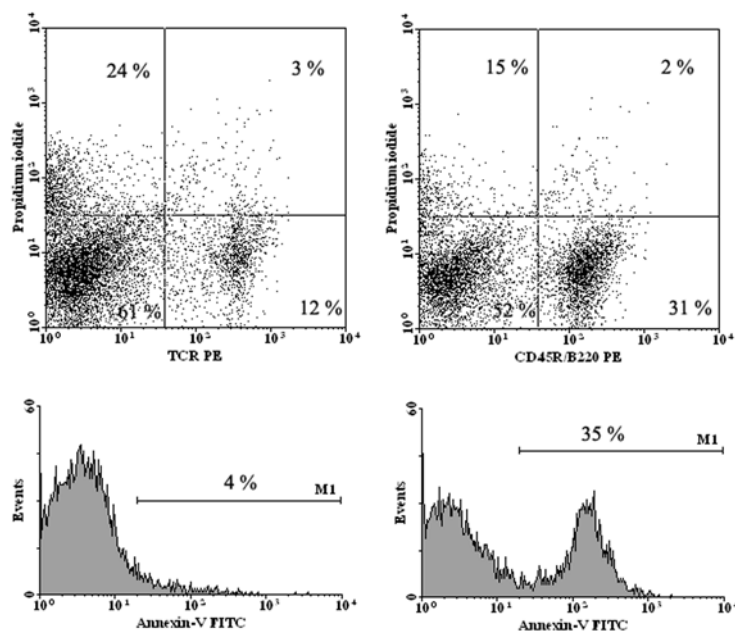 10⁴
10³
10²
10¹
10⁰
Propidium iodide
24 %
3 %
61 %
12 %
10⁰ 10¹ 10² 10³ 10⁴
TCR PE
10⁴
10³
10²
10¹
10⁰
Propidium iodide
15 %
2 %
52 %
31 %
10⁰ 10¹ 10² 10³ 10⁴
CD45R/B220 PE
60
0
Events
4 %
M1
10⁰ 10¹ 10² 10³ 10⁴
Annexin-V FITC
60
0
Events
35 %
M1
10⁰ 10¹ 10² 10³ 10⁴
Annexin-V FITC